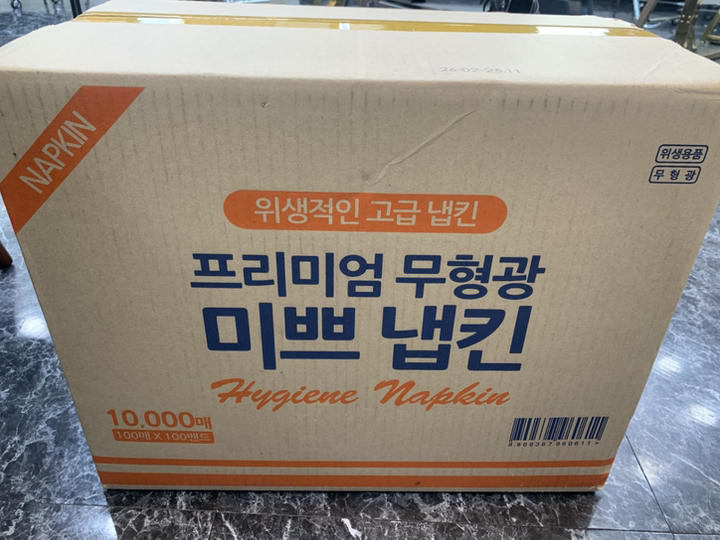 26-02-25.11
NAPKIN
위생용품
무 형 광
위생적인 고급 냅킨
프리미엄 무형광
미쁘 냅킨
Hygiene Napkin
10,000매
100매 X 100밴드